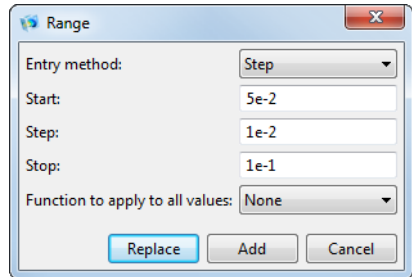 Range
Entry method: Step
Start: 5e-2
Step: 1e-2
Stop: 1e-1
Function to apply to all values: None
Replace Add Cancel